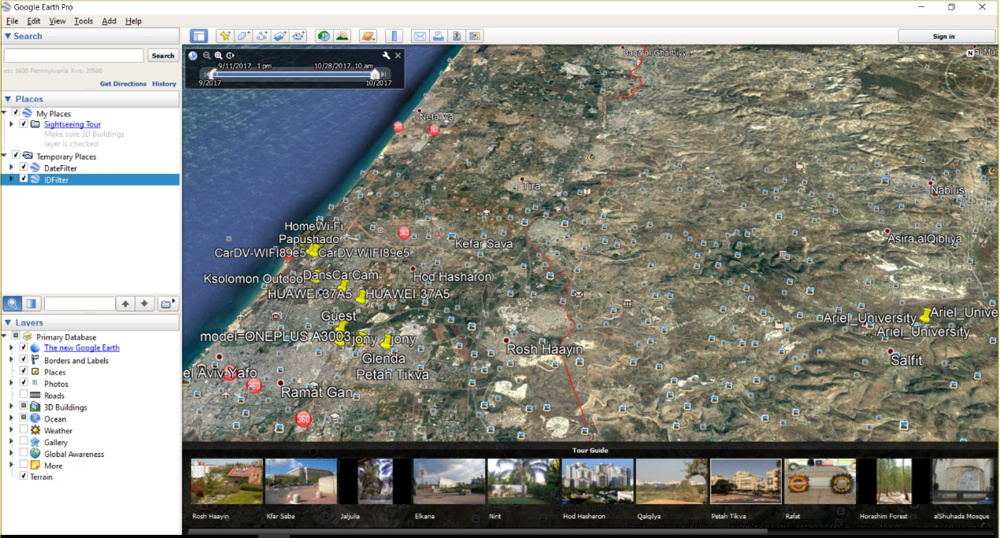 Google Earth Pro
File Edit View Tools Add Help
Search
Search
ex: 1600 Pennsylvania Ave, 20500
Get Directions History
Places
My Places
Sightseeing Tour
Make sure 3D Buildings
layer is checked
Temporary Places
DateFilter
IDFilter
Layers
Primary Database
The new Google Earth
Borders and Labels
Places
Photos
Roads
3D Buildings
Ocean
Weather
Gallery
Global Awareness
More
Terrain
Sign in
9/11/2017 1 pm 10/28/2017 10 am
9/2017 10/2017
Baqa al Gharbiyye
N
Netanya
360 360
Tira
Nablus
HomeWi-Fi
Papushado
360
Kefar Sava
Asira.alQibliya
CarDV-WIFI89e5 CarDV-WIFI89e5
Ksolomon Outdoo DansCarCam Hod Hasharon
HUAWEI-37A5 HUAWEI-37A5
Guest
Ariel_University Ariel_Unive
Ariel_University
model=ONEPLUS A3003 jony jony
Rosh Haayin
Glenda
Salfit
el Aviv-Yafo
Petah Tikva
360
Ramat Gan
360
Tour Guide
Rosh Haayin Kfar Saba Jaljulia Elkana Nirit Hod Hasharon Qalqilya Petah Tikva Rafat Horashim Forest alShuhada Mosque